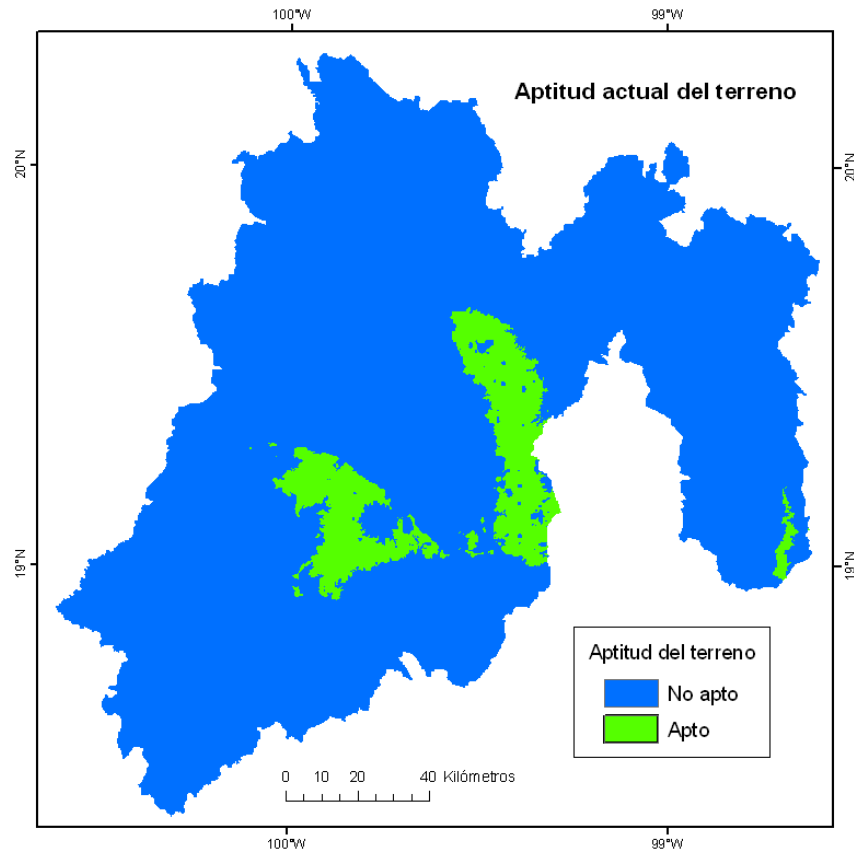 100°W 99°W
Aptitud actual del terreno
20°N 20°N
19°N 19°N
Aptitud del terreno
No apto
Apto
0 10 20 40 Kilómetros
100°W 99°W